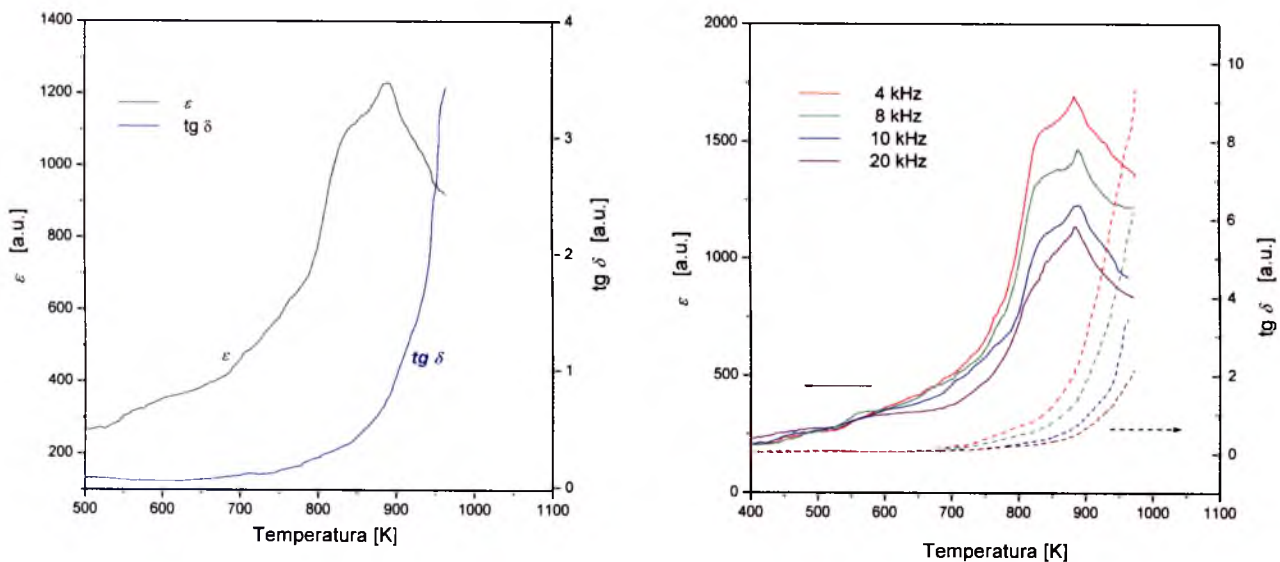 1400
1200
1000
800
600
400
200
ε [a.u.]
4
3
2
1
0
tg δ [a.u.]
ε
tg δ
ε
tg δ
500 600 700 800 900 1000 1100
Temperatura [K]
2000
1500
1000
500
0
ε [a.u.]
10
8
6
4
2
0
tg δ [a.u.]
4 kHz
8 kHz
10 kHz
20 kHz
400 500 600 700 800 900 1000 1100
Temperatura [K]